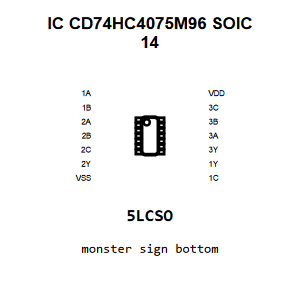 IC CD74HC4075M96 SOIC
14
1A VDD
1B 3C
2A 3B
2B 3A
2C 3Y
2Y 1Y
VSS 1C
5LCSO
monster sign bottom